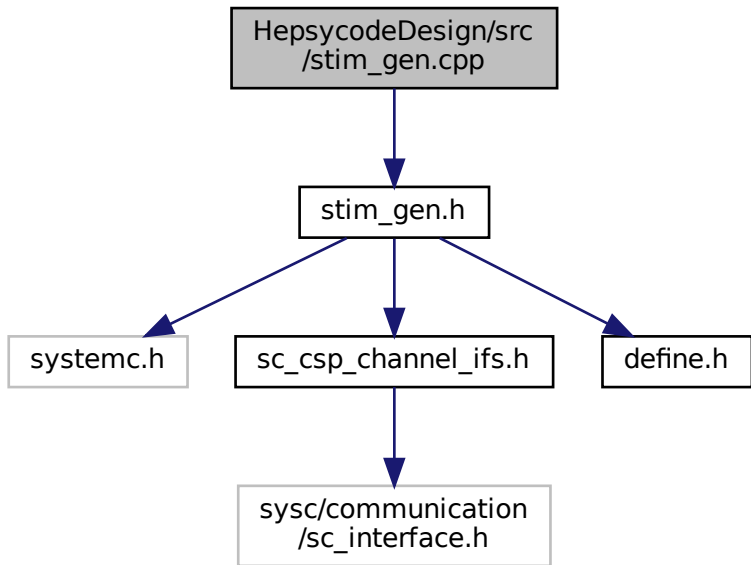 HepsycodeDesign/src
/stim_gen.cpp
stim_gen.h
systemc.h
sc_csp_channel_ifs.h
define.h
sysc/communication
/sc_interface.h